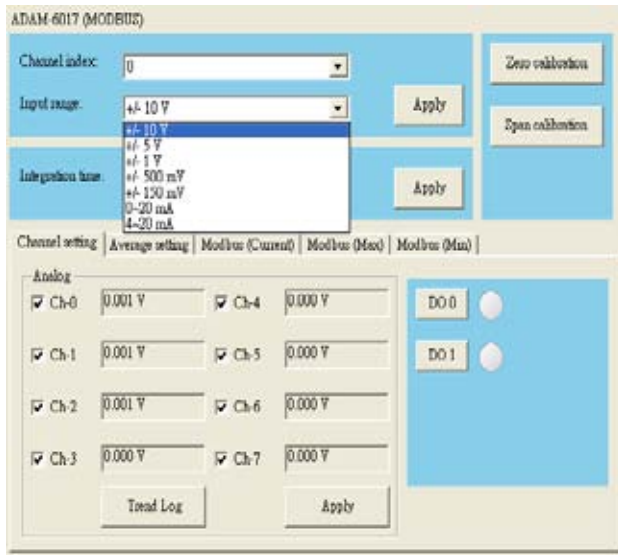 ADAM-6017 (MODBUS)
Channel index:
0
Zero calibration
Input range:
+/- 10 V
Apply
Span calibration
+/- 10 V
+/- 5 V
+/- 1 V
+/- 500 mV
+/- 150 mV
0~20 mA
4~20 mA
Integration time:
Apply
Channel setting Average setting Modbus (Current) Modbus (Max) Modbus (Min)
Analog
Ch-0 0.001 V Ch-4 0.000 V DO 0
Ch-1 0.001 V Ch-5 0.000 V DO 1
Ch-2 0.001 V Ch-6 0.000 V
Ch-3 0.000 V Ch-7 0.000 V
Trend Log Apply